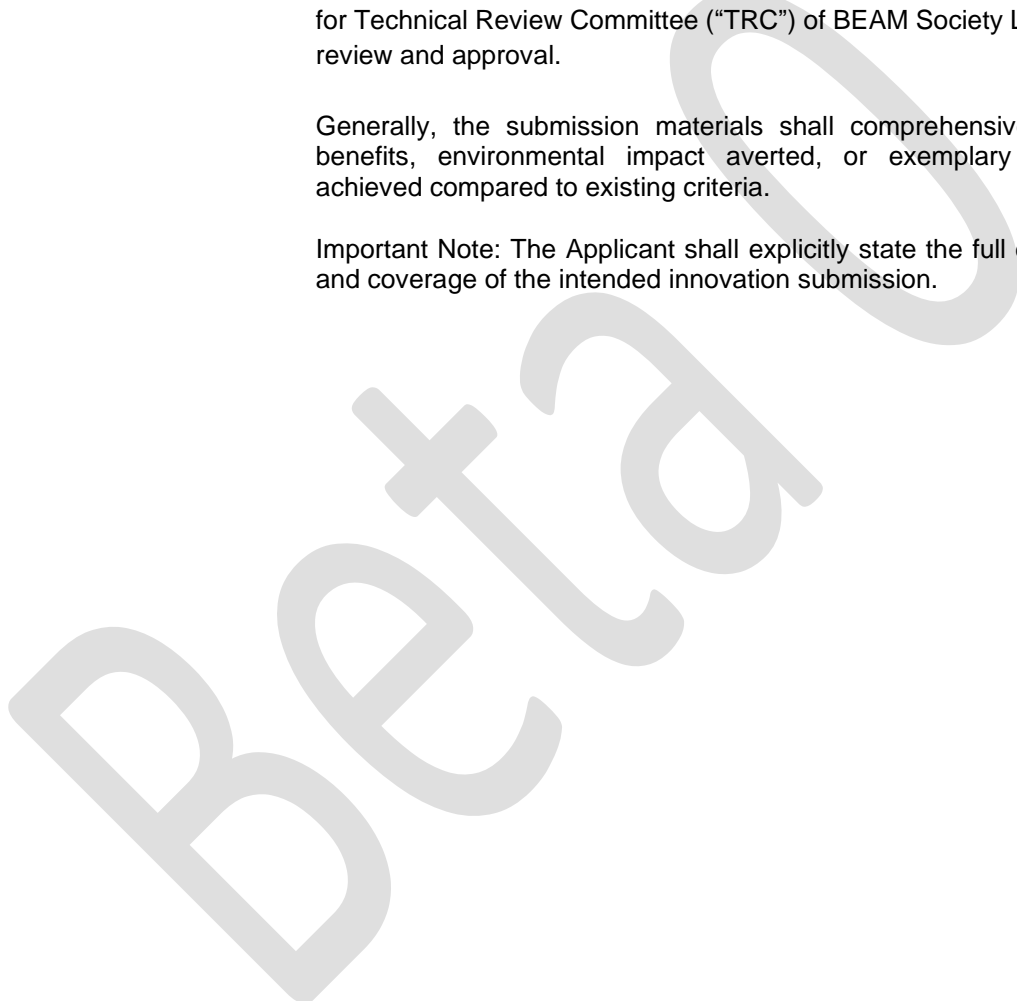 for Technical Review Committee (“TRC”) of BEAM Society L
review and approval.
Generally, the submission materials shall comprehensiv
benefits, environmental impact averted, or exemplary
achieved compared to existing criteria.
Important Note: The Applicant shall explicitly state the full
and coverage of the intended innovation submission.
Beta 0